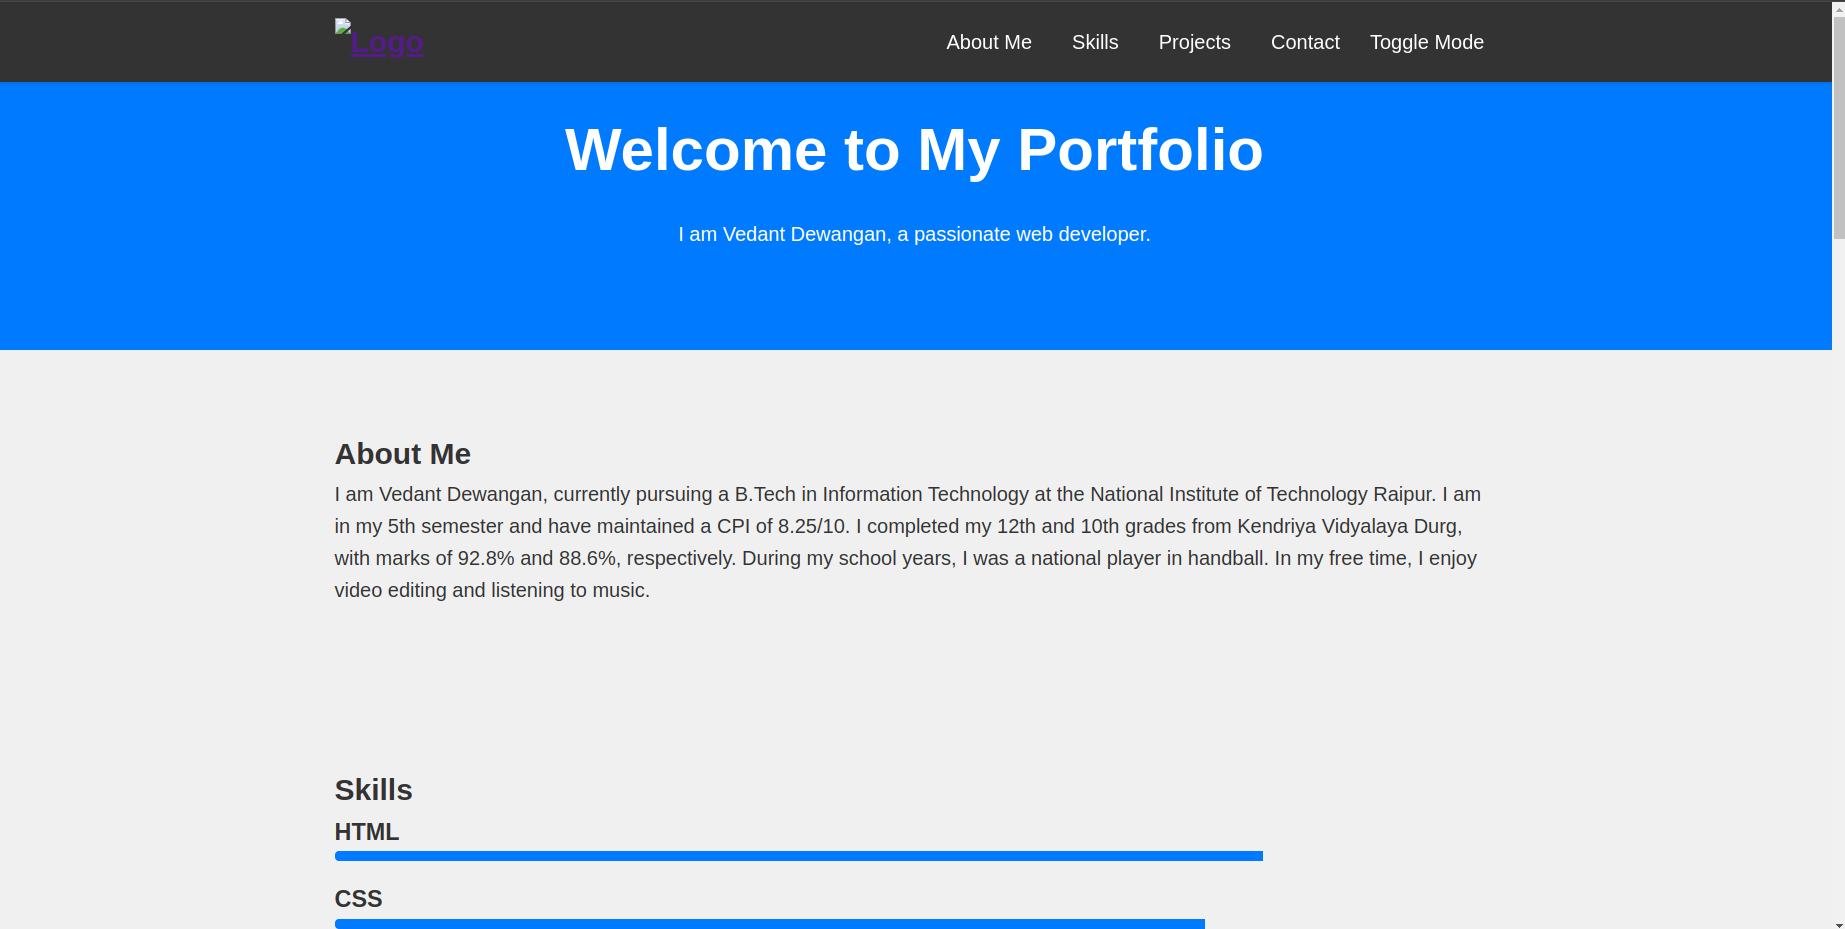 Logo
About Me Skills Projects Contact Toggle Mode
Welcome to My Portfolio
I am Vedant Dewangan, a passionate web developer.
About Me
I am Vedant Dewangan, currently pursuing a B.Tech in Information Technology at the National Institute of Technology Raipur. I am
in my 5th semester and have maintained a CPI of 8.25/10. I completed my 12th and 10th grades from Kendriya Vidyalaya Durg,
with marks of 92.8% and 88.6%, respectively. During my school years, I was a national player in handball. In my free time, I enjoy
video editing and listening to music.
Skills
HTML
CSS